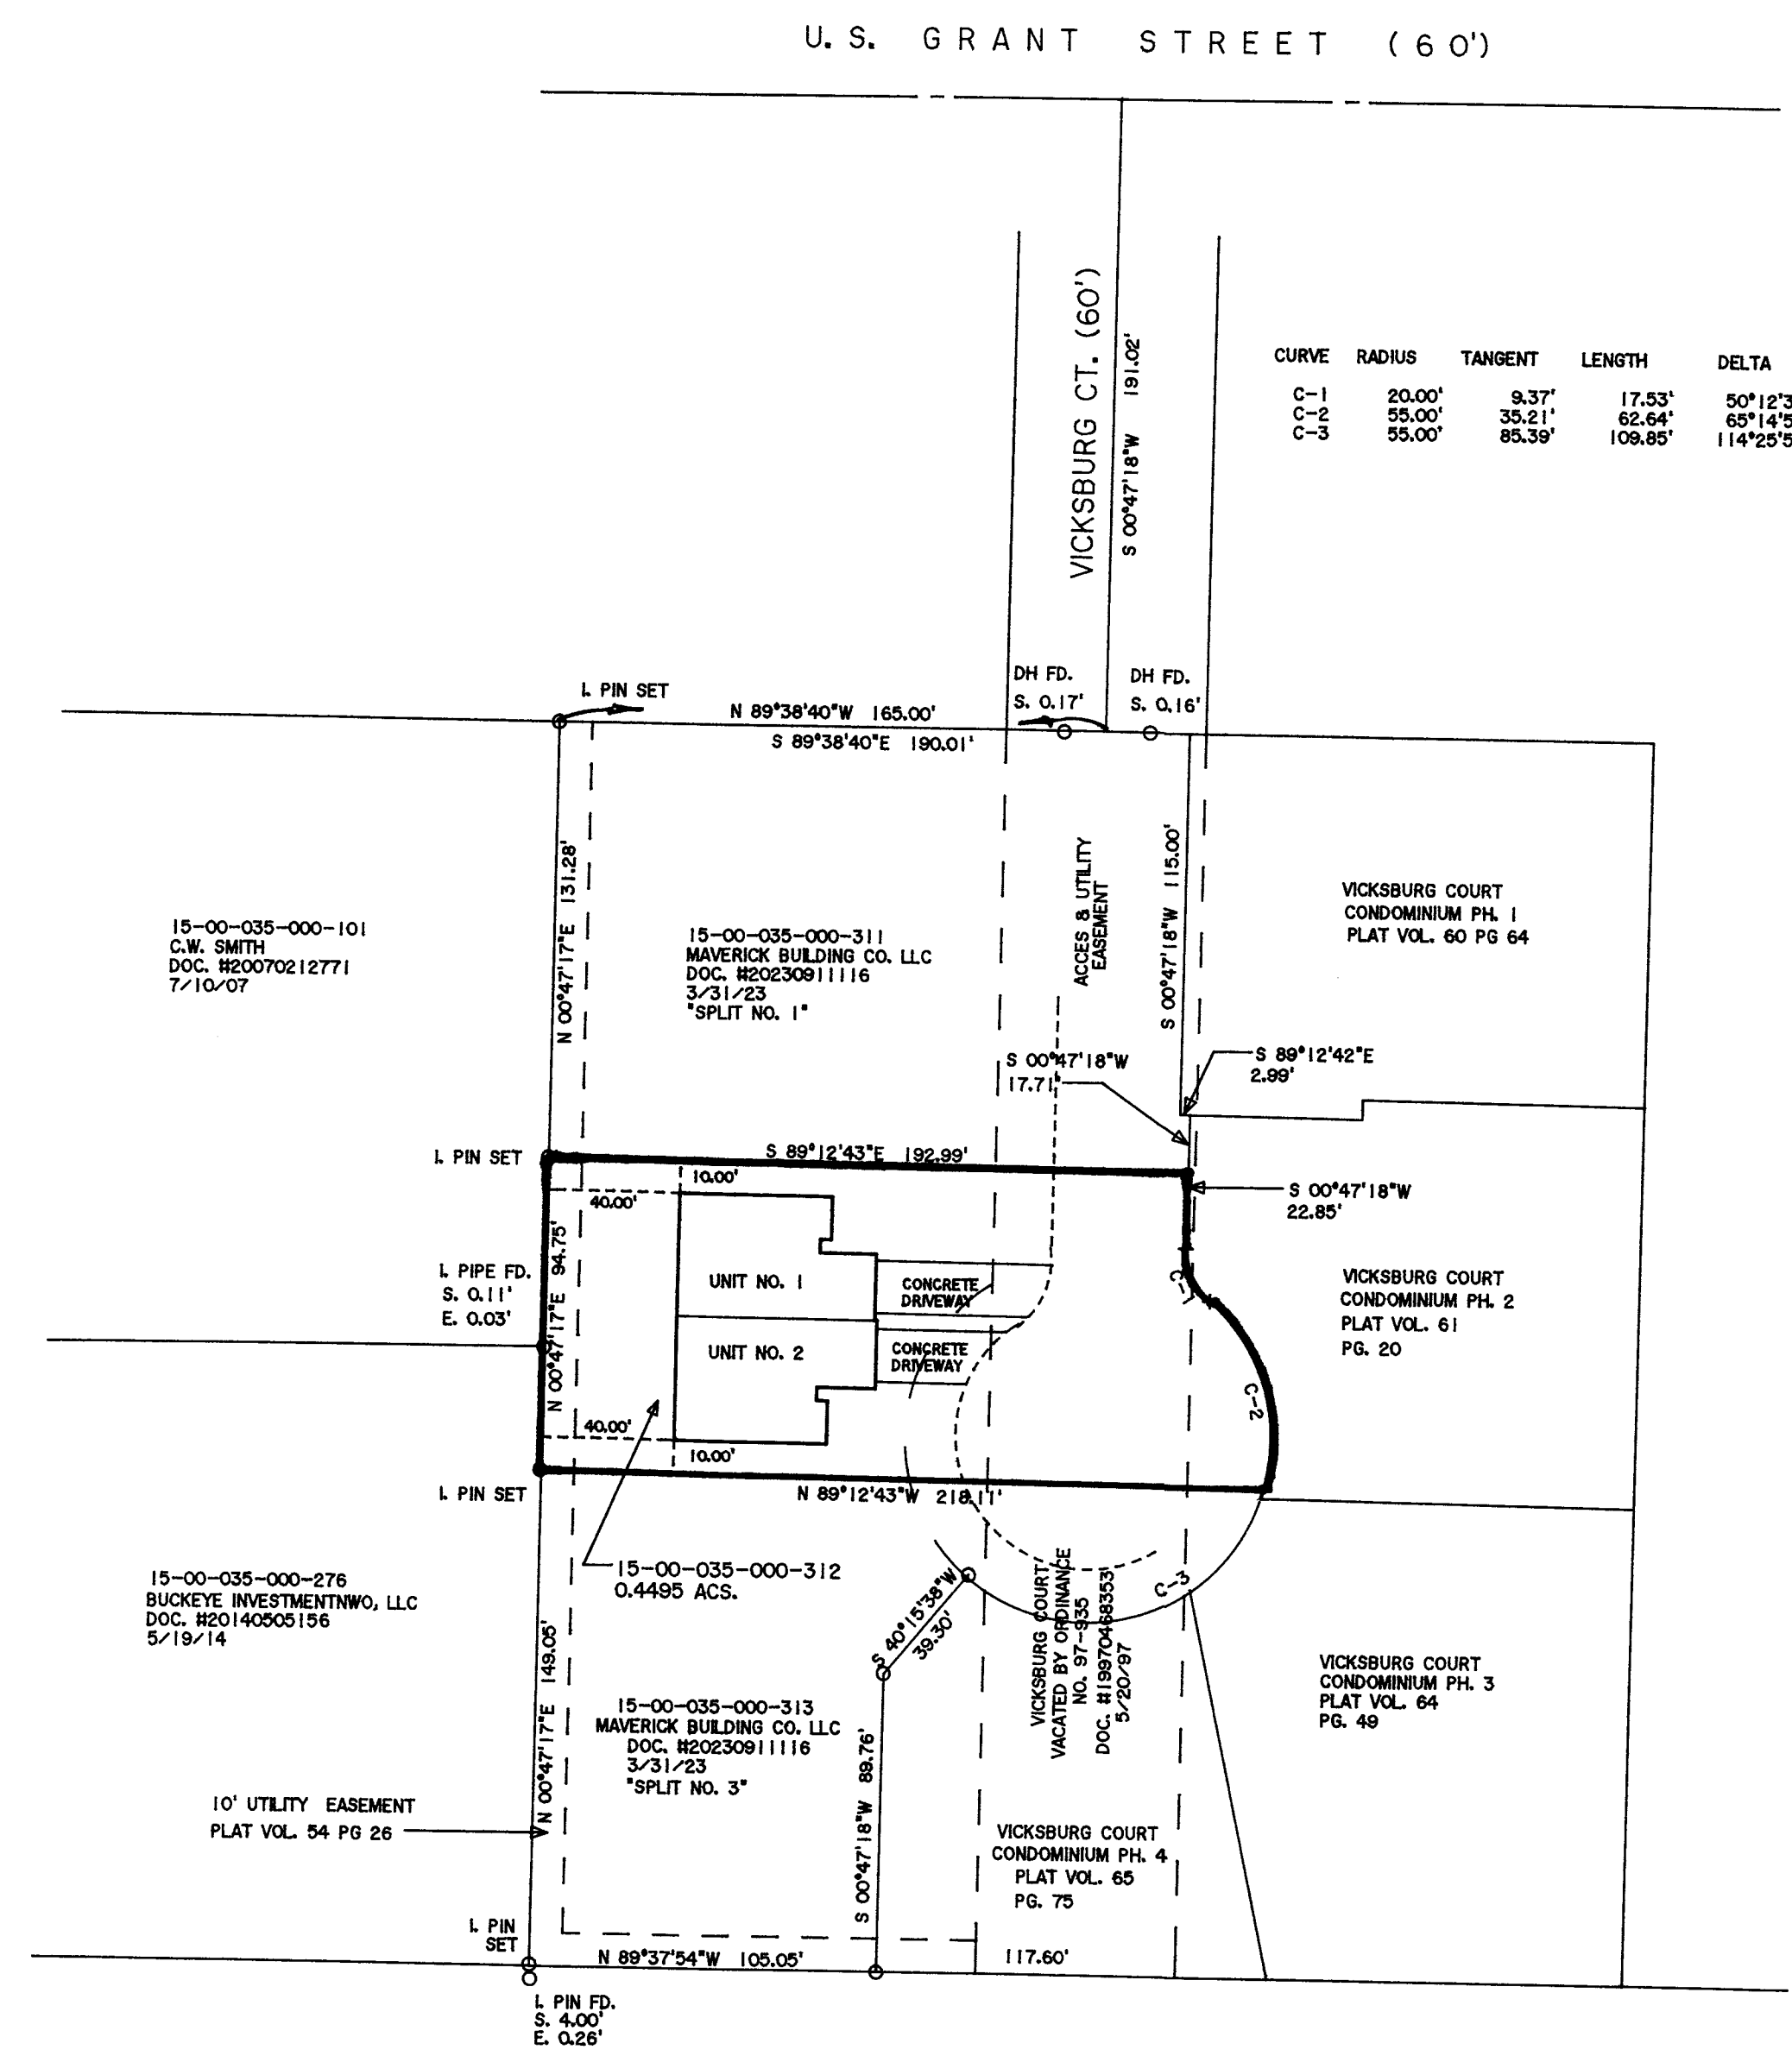 U.S. GRANT STREET (60')
VICKSBURG CT. (60')
S 00°47'18"W 191.02'
CURVE RADIUS TANGENT LENGTH DELTA
C-1 20.00' 9.37' 17.53' 50°12'3
C-2 55.00' 35.21' 62.64' 65°14'5
C-3 55.00' 85.39' 109.85' 114°25'5
I. PIN SET
DH FD.
S. 0.17'
DH FD.
S. 0.16'
N 89°38'40"W 165.00'
S 89°38'40"E 190.01'
N 00°47'17"E 131.28'
ACCES & UTILITY
EASEMENT
S 00°47'18"W 115.00'
15-00-035-000-101
C.W. SMITH
DOC. #20070212771
7/10/07
15-00-035-000-311
MAVERICK BUILDING CO. LLC
DOC. #20230911116
3/31/23
"SPLIT NO. 1"
VICKSBURG COURT
CONDOMINIUM PH. 1
PLAT VOL. 60 PG 64
S 00°47'18"W
17.71'
S 89°12'42"E
2.99'
I. PIN SET
S 89°12'43"E 192.99'
10.00'
40.00'
S 00°47'18"W
22.85'
N 00°47'17"E 94.75'
I. PIPE FD.
S. 0.11'
E. 0.03'
UNIT NO. 1
CONCRETE
DRIVEWAY
C-1
UNIT NO. 2
CONCRETE
DRIVEWAY
VICKSBURG COURT
CONDOMINIUM PH. 2
PLAT VOL. 61
PG. 20
C-2
40.00'
10.00'
I. PIN SET
N 89°12'43"W 218.11'
15-00-035-000-312
0.4495 ACS.
15-00-035-000-276
BUCKEYE INVESTMENTNWO, LLC
DOC. #20140505156
5/19/14
S 40°15'38"W
39.30'
C-3
VICKSBURG COURT
VACATED BY ORDINANCE
NO. 97-935
DOC. #19970468353
5/20/97
N 00°47'17"E 149.05'
15-00-035-000-313
MAVERICK BUILDING CO. LLC
DOC. #20230911116
3/31/23
"SPLIT NO. 3"
S 00°47'18"W 89.76'
VICKSBURG COURT
CONDOMINIUM PH. 3
PLAT VOL. 64
PG. 49
10' UTILITY EASEMENT
PLAT VOL. 54 PG 26
VICKSBURG COURT
CONDOMINIUM PH. 4
PLAT VOL. 65
PG. 75
I. PIN
SET
N 89°37'54"W 105.05'
117.60'
I. PIN FD.
S. 4.00'
E. 0.26'